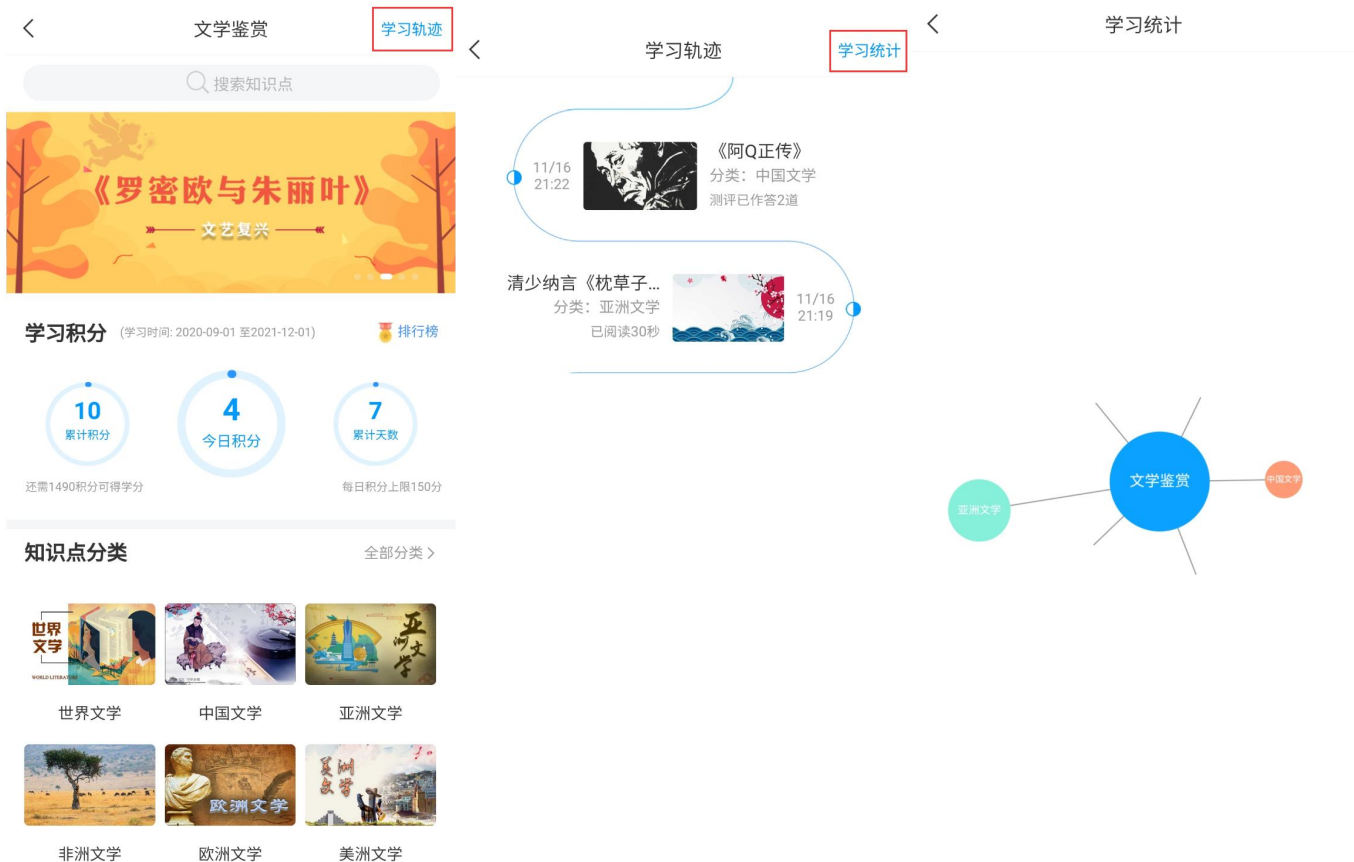 文学鉴赏
学习轨迹
搜索知识点
《罗密欧与朱丽叶》
文艺复兴
学习积分 (学习时间: 2020-09-01 至2021-12-01) 排行榜
10
累计积分
4
今日积分
7
累计天数
还需1490积分可得学分
每日积分上限150分
知识点分类
全部分类
世界
文学
WORLD LITERATURE
亚洲文学
世界文学
中国文学
亚洲文学
欧洲文学
美洲
文学
非洲文学
欧洲文学
美洲文学
学习轨迹
学习统计
11/16
21:22
《阿Q正传》
分类：中国文学
测评已作答2道
清少纳言《枕草子...
分类：亚洲文学
已阅读30秒
11/16
21:19
学习统计
文学鉴赏
中国文学
亚洲文学